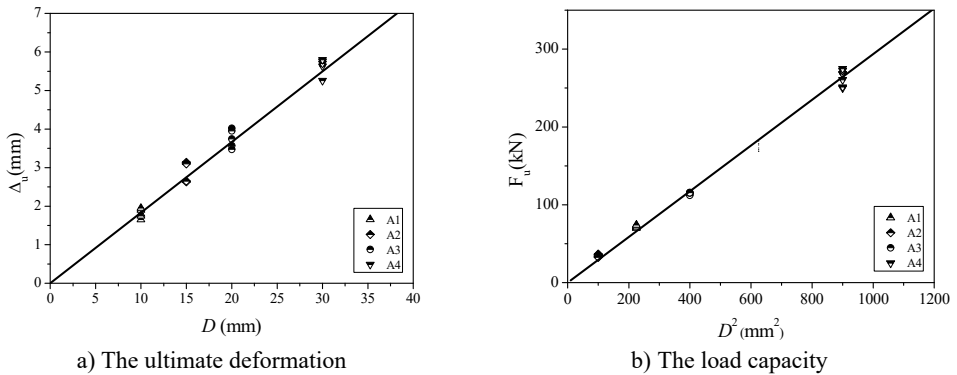 7
6
5
4
3
2
1
0
Δu(mm)
0 5 10 15 20 25 30 35 40
D (mm)
A1
A2
A3
A4
a) The ultimate deformation
300
200
100
0
Fu(kN)
0 200 400 600 800 1000 1200
D² (mm²)
A1
A2
A3
A4
b) The load capacity